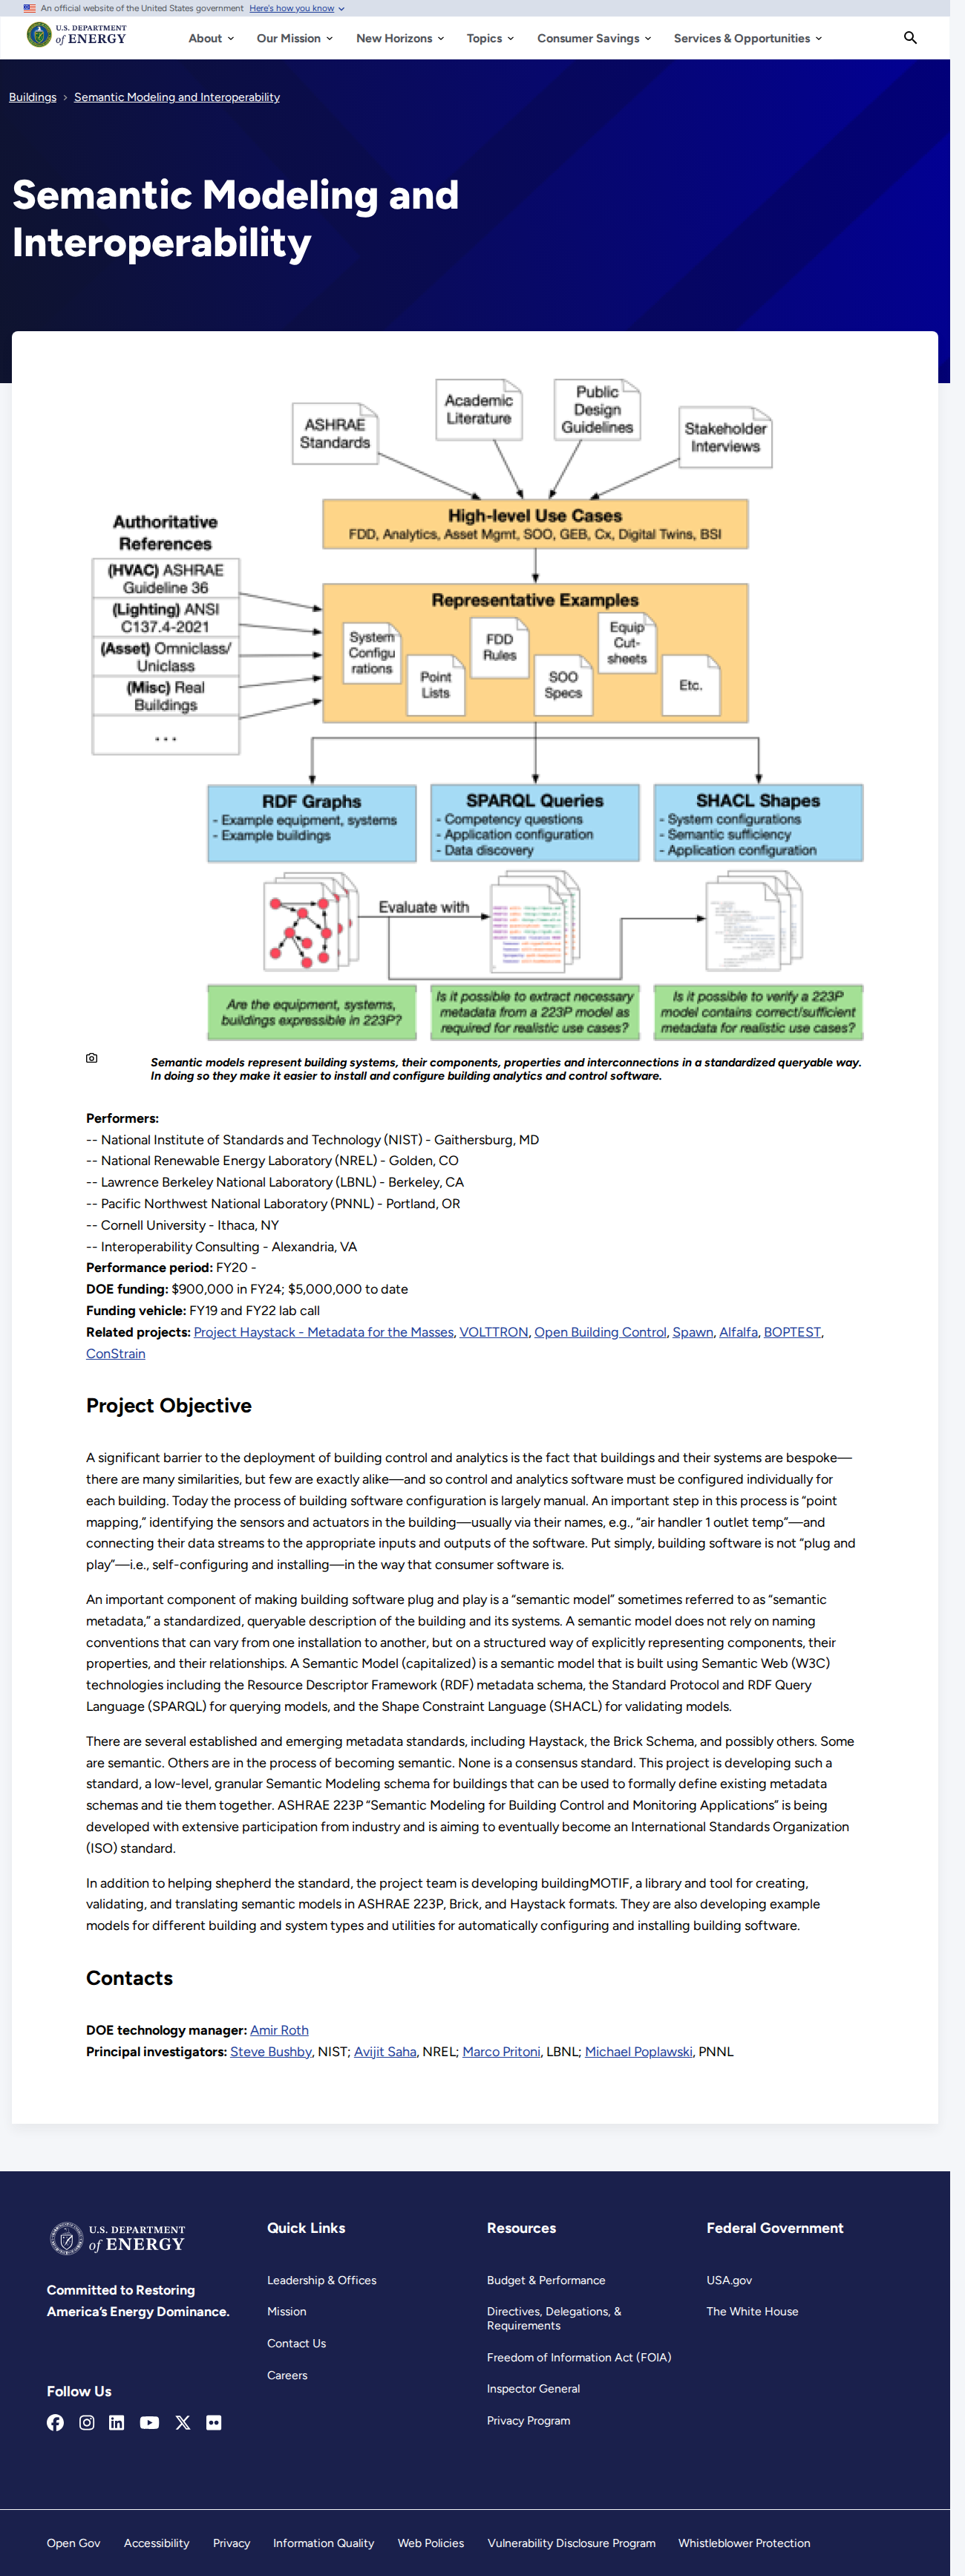 An official website of the United States government Here's how you know
U.S. DEPARTMENT
of ENERGY
About
Our Mission
New Horizons
Topics
Consumer Savings
Services & Opportunities
Buildings
Semantic Modeling and Interoperability
Semantic Modeling and
Interoperability
ASHRAE
Standards
Academic
Literature
Public
Design
Guidelines
Stakeholder
Interviews
High-level Use Cases
FDD, Analytics, Asset Mgmt, SOO, GEB, Cx, Digital Twins, BSI
Authoritative
References
(HVAC) ASHRAE
Guideline 36
(Lighting) ANSI
C137.4-2021
(Asset) Omniclass/
Uniclass
(Misc) Real
Buildings
...
Representative Examples
System
Configu
rations
Point
Lists
FDD
Rules
SOO
Specs
Equip
Cut-
sheets
Etc.
RDF Graphs
- Example equipment, systems
- Example buildings
SPARQL Queries
- Competency questions
- Application configuration
- Data discovery
SHACL Shapes
- System configurations
- Semantic sufficiency
- Application configuration
Evaluate with
Are the equipment, systems,
buildings expressible in 223P?
Is it possible to extract necessary
metadata from a 223P model as
required for realistic use cases?
Is it possible to verify a 223P
model contains correct/sufficient
metadata for realistic use cases?
Semantic models represent building systems, their components, properties and interconnections in a standardized queryable way.
In doing so they make it easier to install and configure building analytics and control software.
Performers:
-- National Institute of Standards and Technology (NIST) - Gaithersburg, MD
-- National Renewable Energy Laboratory (NREL) - Golden, CO
-- Lawrence Berkeley National Laboratory (LBNL) - Berkeley, CA
-- Pacific Northwest National Laboratory (PNNL) - Portland, OR
-- Cornell University - Ithaca, NY
-- Interoperability Consulting - Alexandria, VA
Performance period: FY20 -
DOE funding: $900,000 in FY24; $5,000,000 to date
Funding vehicle: FY19 and FY22 lab call
Related projects: Project Haystack - Metadata for the Masses, VOLTTRON, Open Building Control, Spawn, Alfalfa, BOPTEST,
ConStrain
Project Objective
A significant barrier to the deployment of building control and analytics is the fact that buildings and their systems are bespoke—
there are many similarities, but few are exactly alike—and so control and analytics software must be configured individually for
each building. Today the process of building software configuration is largely manual. An important step in this process is “point
mapping,” identifying the sensors and actuators in the building—usually via their names, e.g., “air handler 1 outlet temp”—and
connecting their data streams to the appropriate inputs and outputs of the software. Put simply, building software is not “plug and
play”—i.e., self-configuring and installing—in the way that consumer software is.
An important component of making building software plug and play is a “semantic model” sometimes referred to as “semantic
metadata,” a standardized, queryable description of the building and its systems. A semantic model does not rely on naming
conventions that can vary from one installation to another, but on a structured way of explicitly representing components, their
properties, and their relationships. A Semantic Model (capitalized) is a semantic model that is built using Semantic Web (W3C)
technologies including the Resource Descriptor Framework (RDF) metadata schema, the Standard Protocol and RDF Query
Language (SPARQL) for querying models, and the Shape Constraint Language (SHACL) for validating models.
There are several established and emerging metadata standards, including Haystack, the Brick Schema, and possibly others. Some
are semantic. Others are in the process of becoming semantic. None is a consensus standard. This project is developing such a
standard, a low-level, granular Semantic Modeling schema for buildings that can be used to formally define existing metadata
schemas and tie them together. ASHRAE 223P “Semantic Modeling for Building Control and Monitoring Applications” is being
developed with extensive participation from industry and is aiming to eventually become an International Standards Organization
(ISO) standard.
In addition to helping shepherd the standard, the project team is developing buildingMOTIF, a library and tool for creating,
validating, and translating semantic models in ASHRAE 223P, Brick, and Haystack formats. They are also developing example
models for different building and system types and utilities for automatically configuring and installing building software.
Contacts
DOE technology manager: Amir Roth
Principal investigators: Steve Bushby, NIST; Avijit Saha, NREL; Marco Pritoni, LBNL; Michael Poplawski, PNNL
U.S. DEPARTMENT
of ENERGY
Committed to Restoring
America’s Energy Dominance.
Follow Us
Quick Links
Leadership & Offices
Mission
Contact Us
Careers
Resources
Budget & Performance
Directives, Delegations, &
Requirements
Freedom of Information Act (FOIA)
Inspector General
Privacy Program
Federal Government
USA.gov
The White House
Open Gov
Accessibility
Privacy
Information Quality
Web Policies
Vulnerability Disclosure Program
Whistleblower Protection